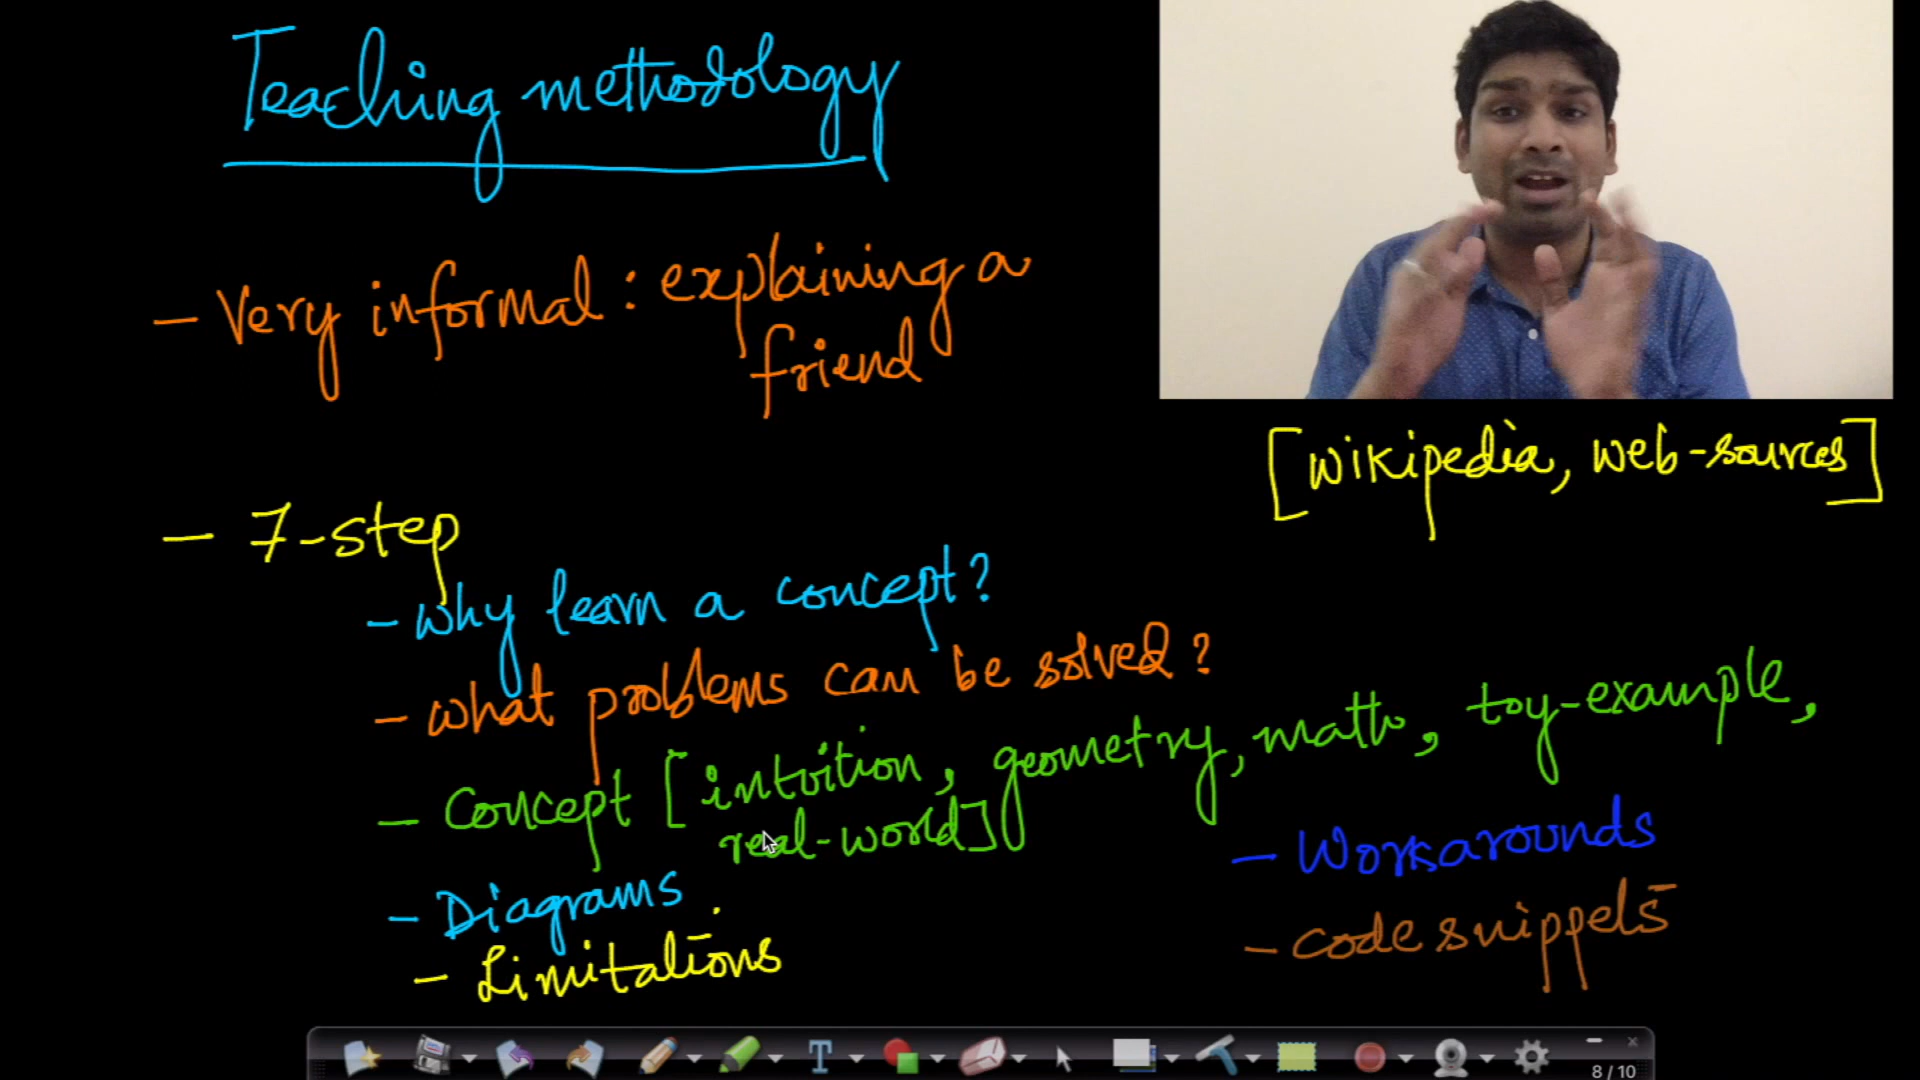 Teaching methodology
- Very informal : explaining a
friend
[wikipedia, web-sources]
- 7-step
- why learn a concept?
- what problems can be solved?
- Concept [intuition, geometry, math, toy-example,
real-world]
- Diagrams
- Limitations
- Workarounds
- Code snippets
T
8 / 10